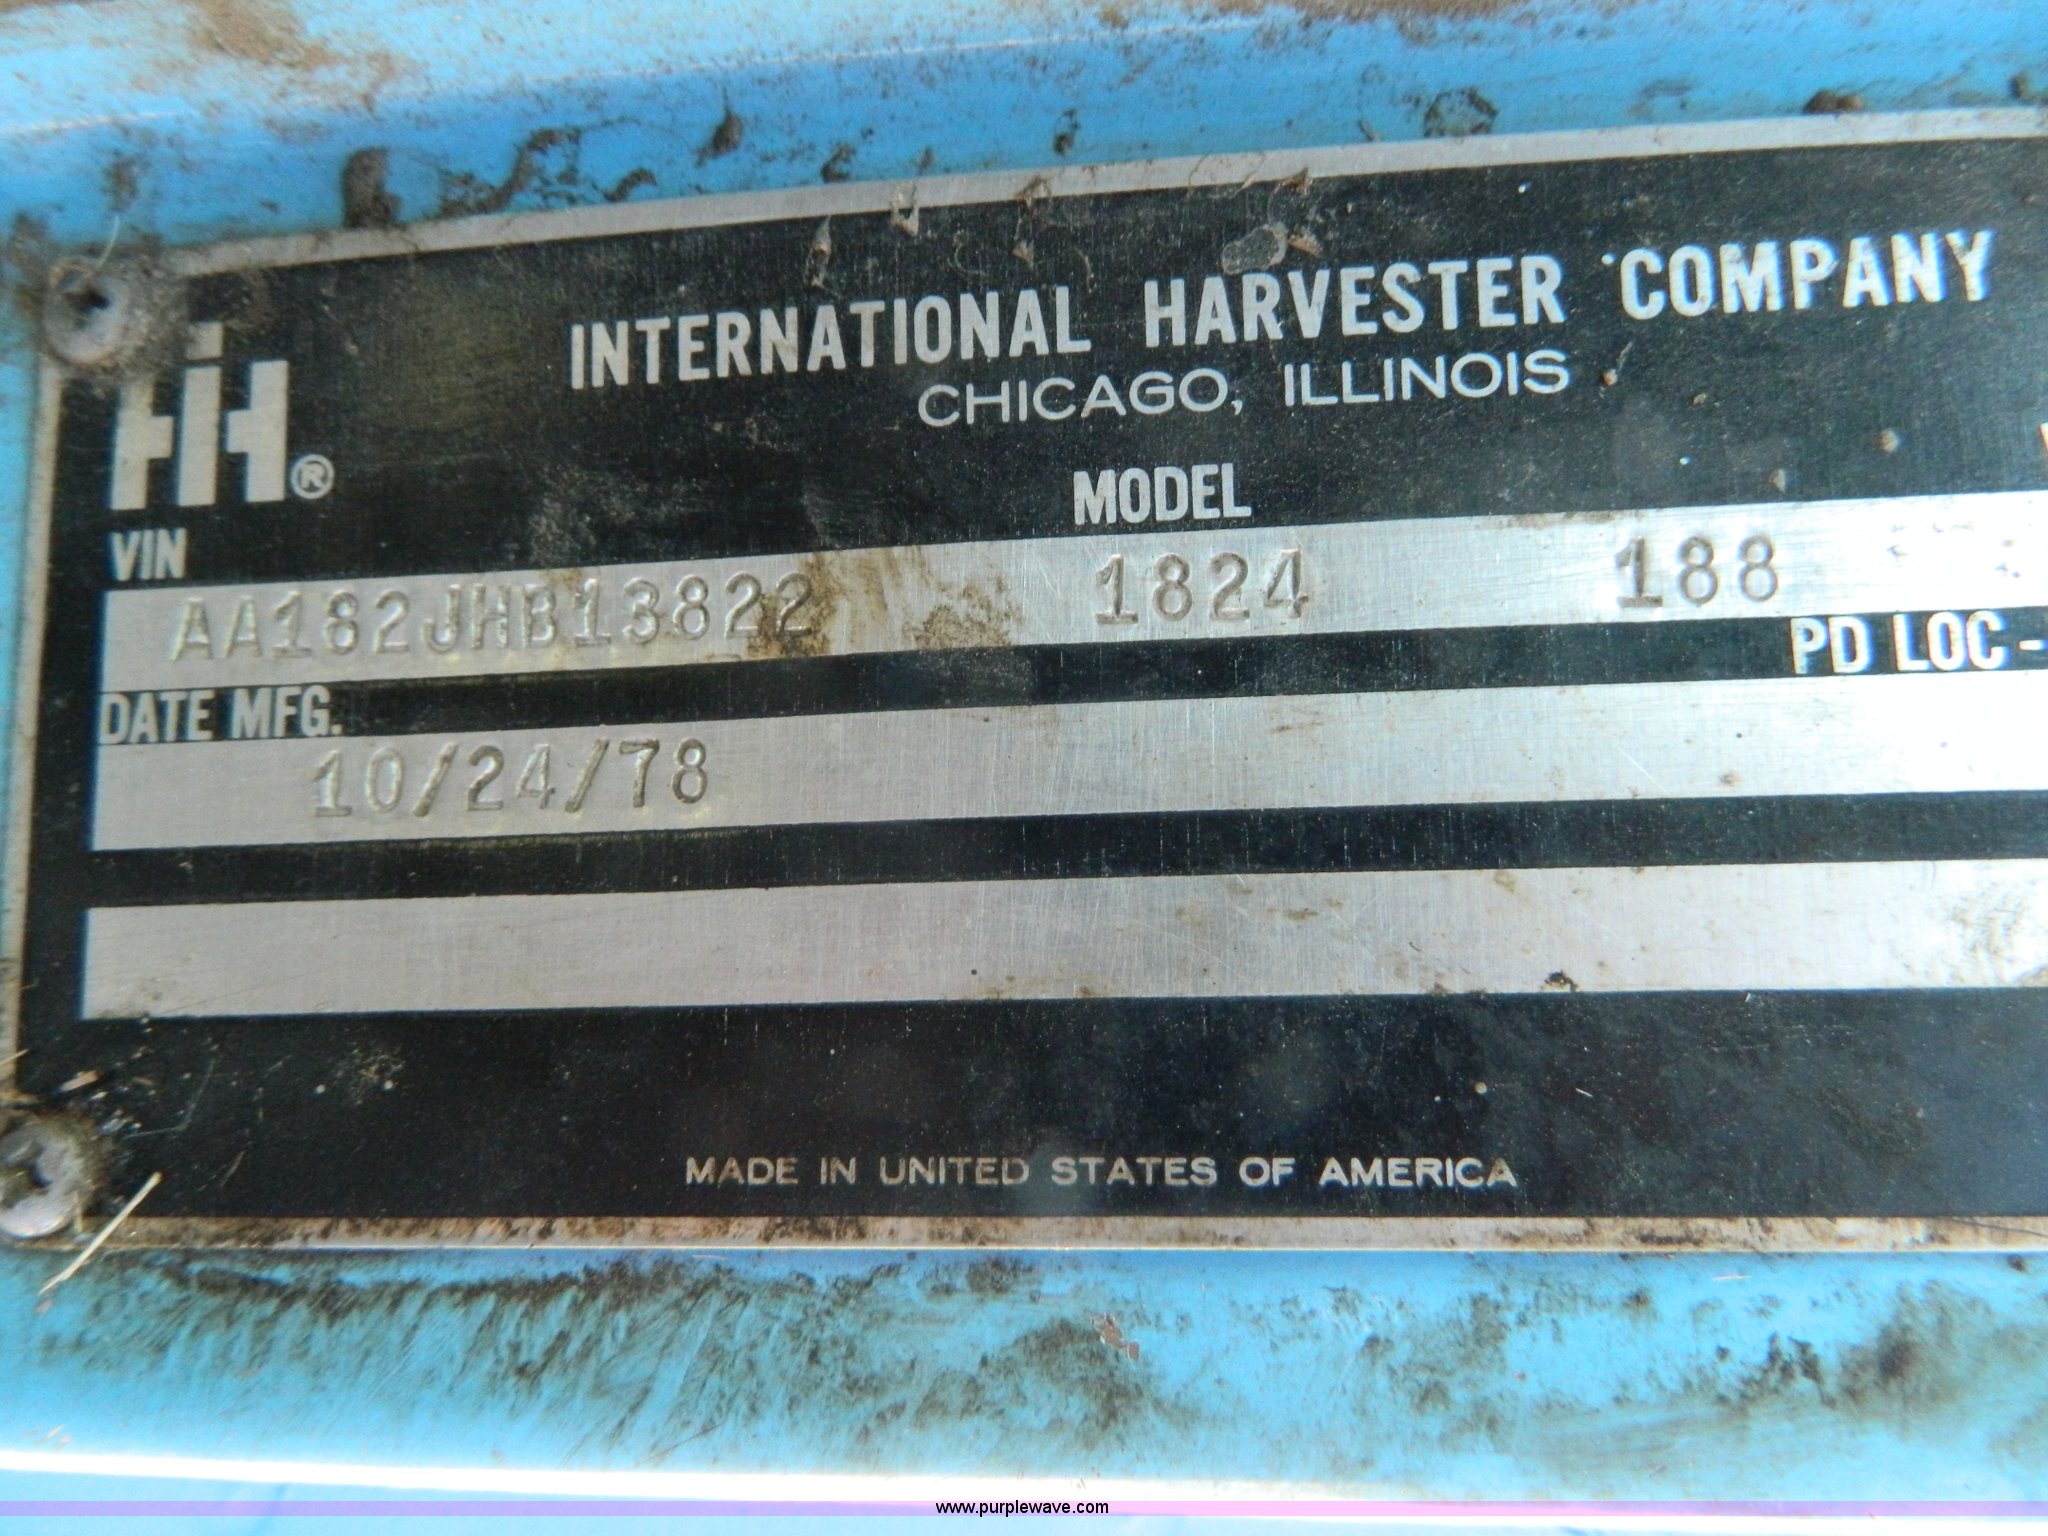 INTERNATIONAL HARVESTER COMPANY
CHICAGO, ILLINOIS
IH®
VIN MODEL
AA182JHB13822 1824 188
PD LOC-
DATE MFG.
10/24/78
MADE IN UNITED STATES OF AMERICA
www.purplewave.com